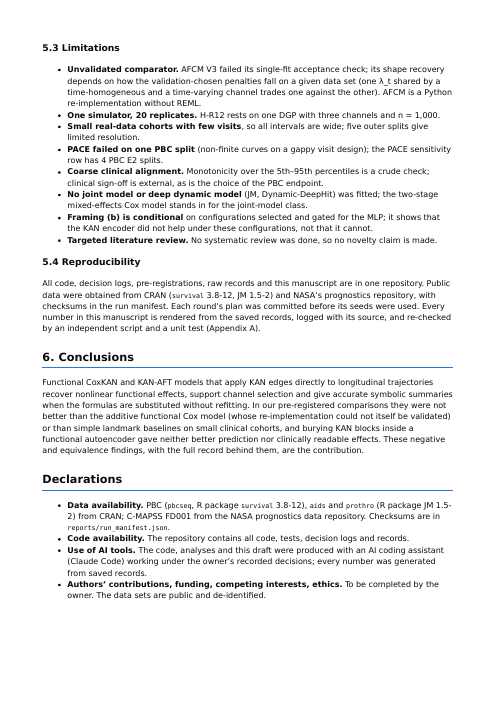 5.3 Limitations
• Unvalidated comparator. AFCM V3 failed its single-fit acceptance check; its shape recovery
depends on how the validation-chosen penalties fall on a given data set (one λ_t shared by a
time-homogeneous and a time-varying channel trades one against the other). AFCM is a Python
re-implementation without REML.
• One simulator, 20 replicates. H-R12 rests on one DGP with three channels and n = 1,000.
• Small real-data cohorts with few visits, so all intervals are wide; five outer splits give
limited resolution.
• PACE failed on one PBC split (non-finite curves on a gappy visit design); the PACE sensitivity
row has 4 PBC E2 splits.
• Coarse clinical alignment. Monotonicity over the 5th–95th percentiles is a crude check;
clinical sign-off is external, as is the choice of the PBC endpoint.
• No joint model or deep dynamic model (JM, Dynamic-DeepHit) was fitted; the two-stage
mixed-effects Cox model stands in for the joint-model class.
• Framing (b) is conditional on configurations selected and gated for the MLP; it shows that
the KAN encoder did not help under these configurations, not that it cannot.
• Targeted literature review. No systematic review was done, so no novelty claim is made.
5.4 Reproducibility
All code, decision logs, pre-registrations, raw records and this manuscript are in one repository. Public
data were obtained from CRAN (survival 3.8-12, JM 1.5-2) and NASA's prognostics repository, with
checksums in the run manifest. Each round's plan was committed before its seeds were used. Every
number in this manuscript is rendered from the saved records, logged with its source, and re-checked
by an independent script and a unit test (Appendix A).
6. Conclusions
Functional CoxKAN and KAN-AFT models that apply KAN edges directly to longitudinal trajectories
recover nonlinear functional effects, support channel selection and give accurate symbolic summaries
when the formulas are substituted without refitting. In our pre-registered comparisons they were not
better than the additive functional Cox model (whose re-implementation could not itself be validated)
or than simple landmark baselines on small clinical cohorts, and burying KAN blocks inside a
functional autoencoder gave neither better prediction nor clinically readable effects. These negative
and equivalence findings, with the full record behind them, are the contribution.
Declarations
• Data availability. PBC (pbcseq, R package survival 3.8-12), aids and prothro (R package JM 1.5-
2) from CRAN; C-MAPSS FD001 from the NASA prognostics data repository. Checksums are in
reports/run_manifest.json.
• Code availability. The repository contains all code, tests, decision logs and records.
• Use of AI tools. The code, analyses and this draft were produced with an AI coding assistant
(Claude Code) working under the owner's recorded decisions; every number was generated
from saved records.
• Authors' contributions, funding, competing interests, ethics. To be completed by the
owner. The data sets are public and de-identified.